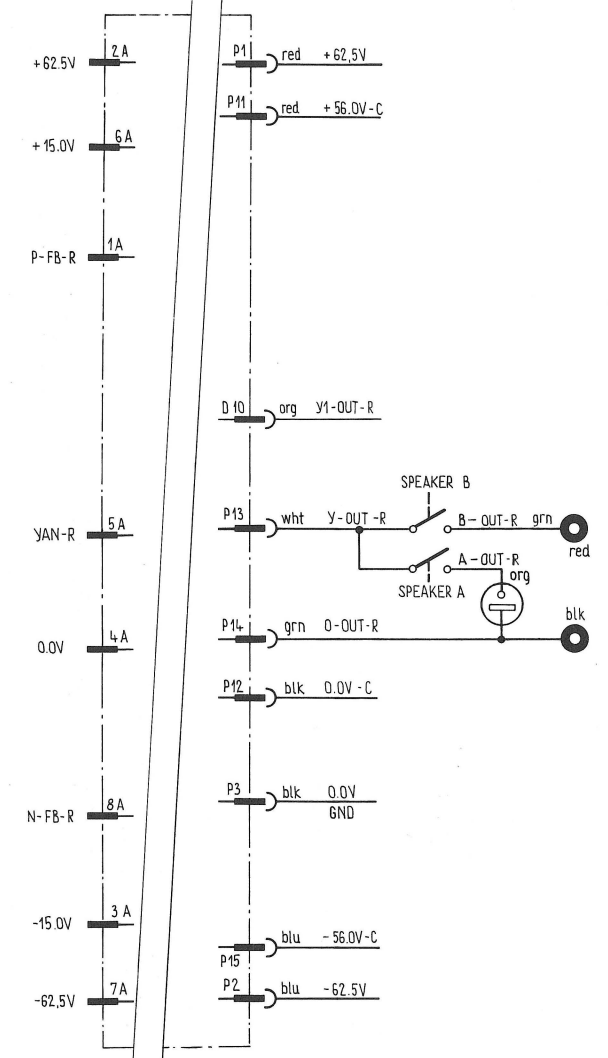 2A P1 red +62,5V
+62.5V
P11 red +56.0V-C
6A
+15.0V
1A
P-FB-R
D10 org Y1-OUT-R
SPEAKER B
5A P13 wht Y-OUT-R B-OUT-R grn
YAN-R
red
A-OUT-R
org
SPEAKER A
blk
4A P14 grn 0-OUT-R
0.0V
P12 blk 0.0V-C
P3 blk 0.0V
GND
8A
N-FB-R
3A
-15.0V
blu -56.0V-C
P15
7A P2 blu -62.5V
-62,5V